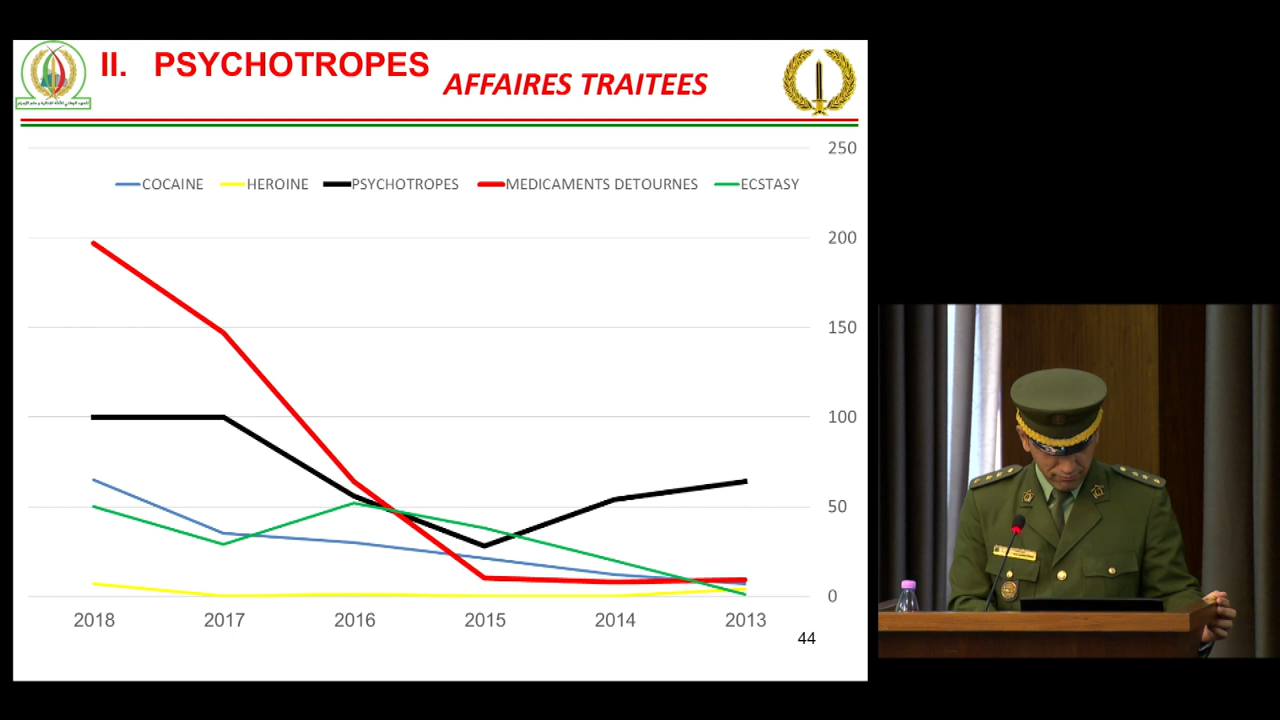 II. PSYCHOTROPES
AFFAIRES TRAITEES
250
COCAINE HEROINE PSYCHOTROPES MEDICAMENTS DETOURNES ECSTASY
200
150
100
50
0
2018 2017 2016 2015 2014 2013
44